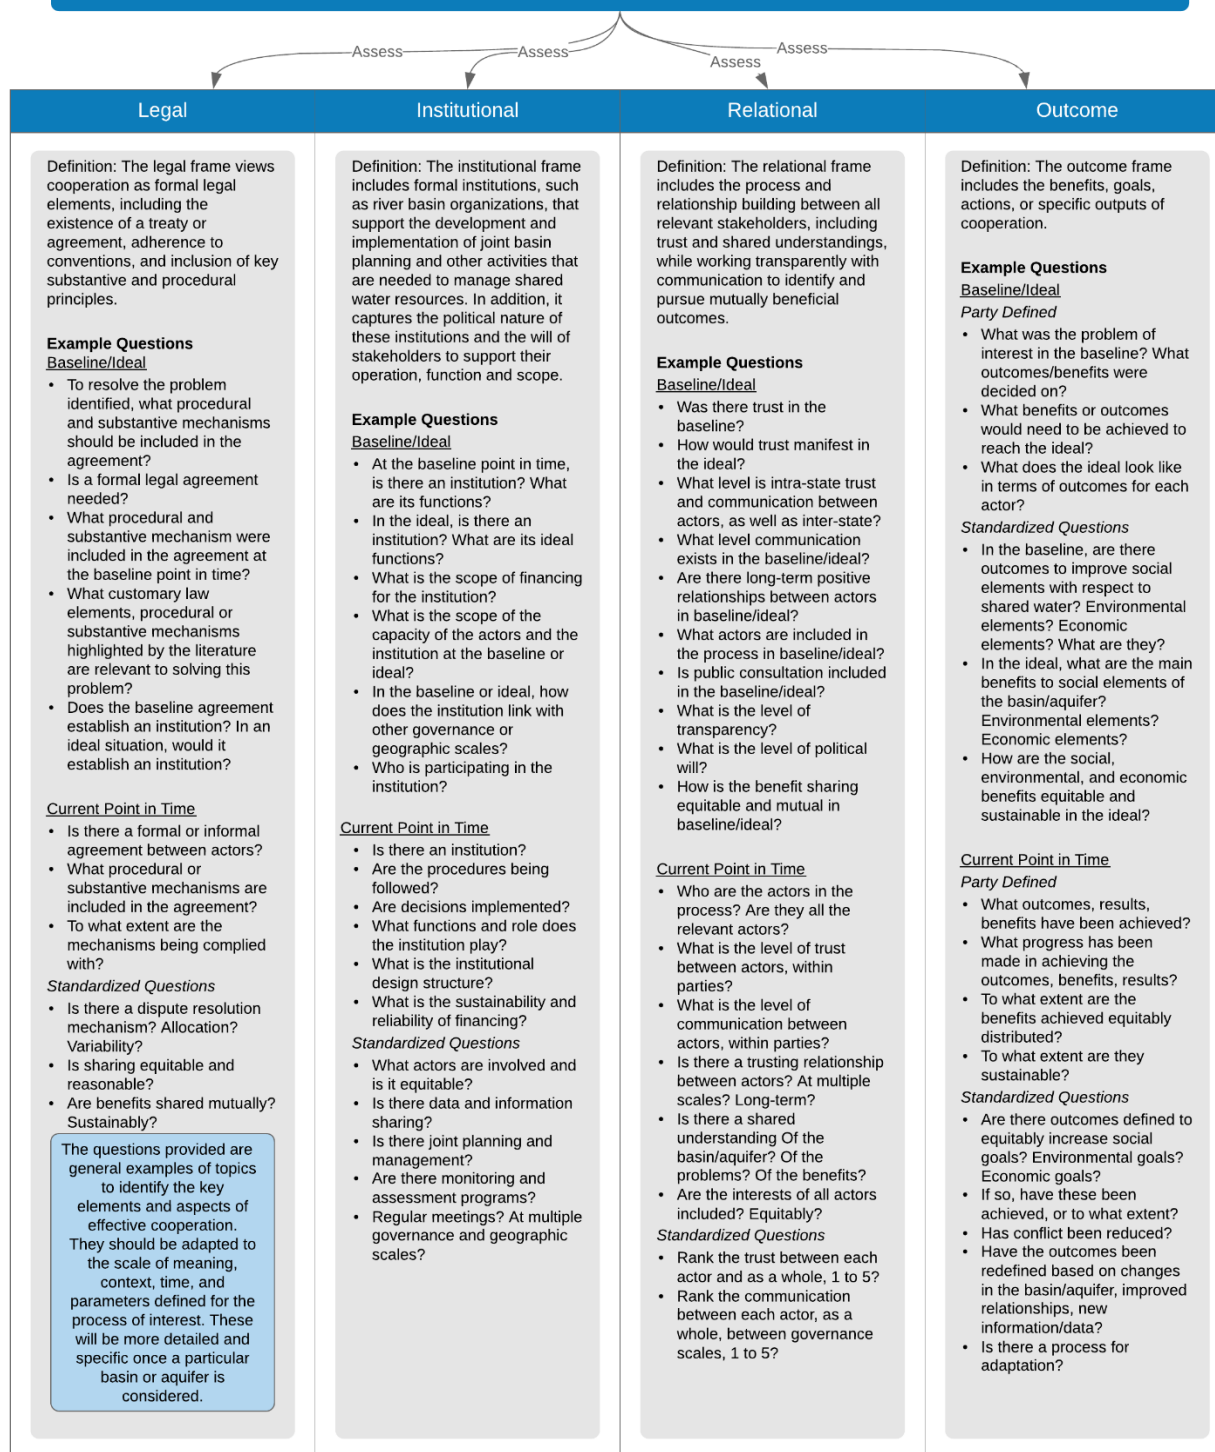 Assess
Assess
Assess
Assess
Legal
Institutional
Relational
Outcome
Definition: The legal frame views
cooperation as formal legal
elements, including the
existence of a treaty or
agreement, adherence to
conventions, and inclusion of key
substantive and procedural
principles.
Example Questions
Baseline/Ideal
• To resolve the problem
identified, what procedural
and substantive mechanisms
should be included in the
agreement?
• Is a formal legal agreement
needed?
• What procedural and
substantive mechanism were
included in the agreement at
the baseline point in time?
• What customary law
elements, procedural or
substantive mechanisms
highlighted by the literature
are relevant to solving this
problem?
• Does the baseline agreement
establish an institution? In an
ideal situation, would it
establish an institution?
Current Point in Time
• Is there a formal or informal
agreement between actors?
• What procedural or
substantive mechanisms are
included in the agreement?
• To what extent are the
mechanisms being complied
with?
Standardized Questions
• Is there a dispute resolution
mechanism? Allocation?
Variability?
• Is sharing equitable and
reasonable?
• Are benefits shared mutually?
Sustainably?
The questions provided are
general examples of topics
to identify the key
elements and aspects of
effective cooperation.
They should be adapted to
the scale of meaning,
context, time, and
parameters defined for the
process of interest. These
will be more detailed and
specific once a particular
basin or aquifer is
considered.
Definition: The institutional frame
includes formal institutions, such
as river basin organizations, that
support the development and
implementation of joint basin
planning and other activities that
are needed to manage shared
water resources. In addition, it
captures the political nature of
these institutions and the will of
stakeholders to support their
operation, function and scope.
Example Questions
Baseline/Ideal
• At the baseline point in time,
is there an institution? What
are its functions?
• In the ideal, is there an
institution? What are its ideal
functions?
• What is the scope of financing
for the institution?
• What is the scope of the
capacity of the actors and the
institution at the baseline or
ideal?
• In the baseline or ideal, how
does the institution link with
other governance or
geographic scales?
• Who is participating in the
institution?
Current Point in Time
• Is there an institution?
• Are the procedures being
followed?
• Are decisions implemented?
• What functions and role does
the institution play?
• What is the institutional
design structure?
• What is the sustainability and
reliability of financing?
Standardized Questions
• What actors are involved and
is it equitable?
• Is there data and information
sharing?
• Is there joint planning and
management?
• Are there monitoring and
assessment programs?
• Regular meetings? At multiple
governance and geographic
scales?
Definition: The relational frame
includes the process and
relationship building between all
relevant stakeholders, including
trust and shared understandings,
while working transparently with
communication to identify and
pursue mutually beneficial
outcomes.
Example Questions
Baseline/Ideal
• Was there trust in the
baseline?
• How would trust manifest in
the ideal?
• What level is intra-state trust
and communication between
actors, as well as inter-state?
• What level communication
exists in the baseline/ideal?
• Are there long-term positive
relationships between actors
in baseline/ideal?
• What actors are included in
the process in baseline/ideal?
• Is public consultation included
in the baseline/ideal?
• What is the level of
transparency?
• What is the level of political
will?
• How is the benefit sharing
equitable and mutual in
baseline/ideal?
Current Point in Time
• Who are the actors in the
process? Are they all the
relevant actors?
• What is the level of trust
between actors, within
parties?
• What is the level of
communication between
actors, within parties?
• Is there a trusting relationship
between actors? At multiple
scales? Long-term?
• Is there a shared
understanding Of the
basin/aquifer? Of the
problems? Of the benefits?
• Are the interests of all actors
included? Equitably?
Standardized Questions
• Rank the trust between each
actor and as a whole, 1 to 5?
• Rank the communication
between each actor, as a
whole, between governance
scales, 1 to 5?
Definition: The outcome frame
includes the benefits, goals,
actions, or specific outputs of
cooperation.
Example Questions
Baseline/Ideal
Party Defined
• What was the problem of
interest in the baseline? What
outcomes/benefits were
decided on?
• What benefits or outcomes
would need to be achieved to
reach the ideal?
• What does the ideal look like
in terms of outcomes for each
actor?
Standardized Questions
• In the baseline, are there
outcomes to improve social
elements with respect to
shared water? Environmental
elements? Economic
elements? What are they?
• In the ideal, what are the main
benefits to social elements of
the basin/aquifer?
Environmental elements?
Economic elements?
• How are the social,
environmental, and economic
benefits equitable and
sustainable in the ideal?
Current Point in Time
Party Defined
• What outcomes, results,
benefits have been achieved?
• What progress has been
made in achieving the
outcomes, benefits, results?
• To what extent are the
benefits achieved equitably
distributed?
• To what extent are they
sustainable?
Standardized Questions
• Are there outcomes defined to
equitably increase social
goals? Environmental goals?
Economic goals?
• If so, have these been
achieved, or to what extent?
• Has conflict been reduced?
• Have the outcomes been
redefined based on changes
in the basin/aquifer, improved
relationships, new
information/data?
• Is there a process for
adaptation?